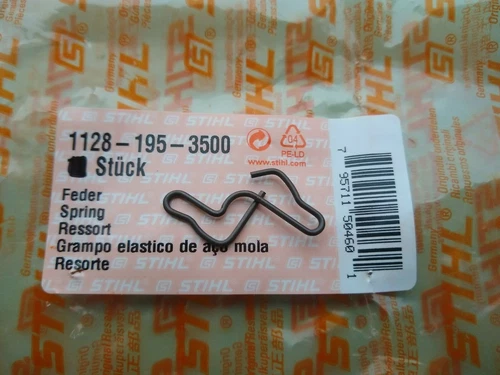 1128-195-3500
Stück
Feder
Spring
Ressort
Grampo elastico de aço mola
Resorte
04
PE-LD
www.stihl.com
7 95711 50460 1
STIHL